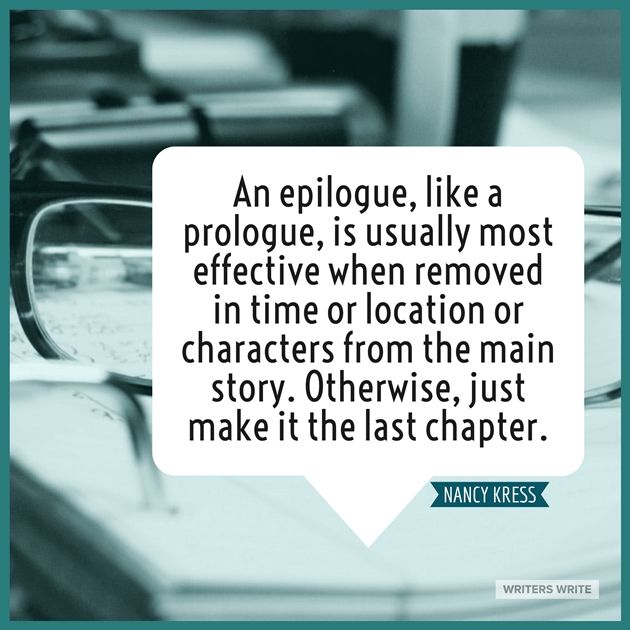 An epilogue, like a
prologue, is usually most
effective when removed
in time or location or
characters from the main
story. Otherwise, just
make it the last chapter.
NANCY KRESS
WRITERS WRITE